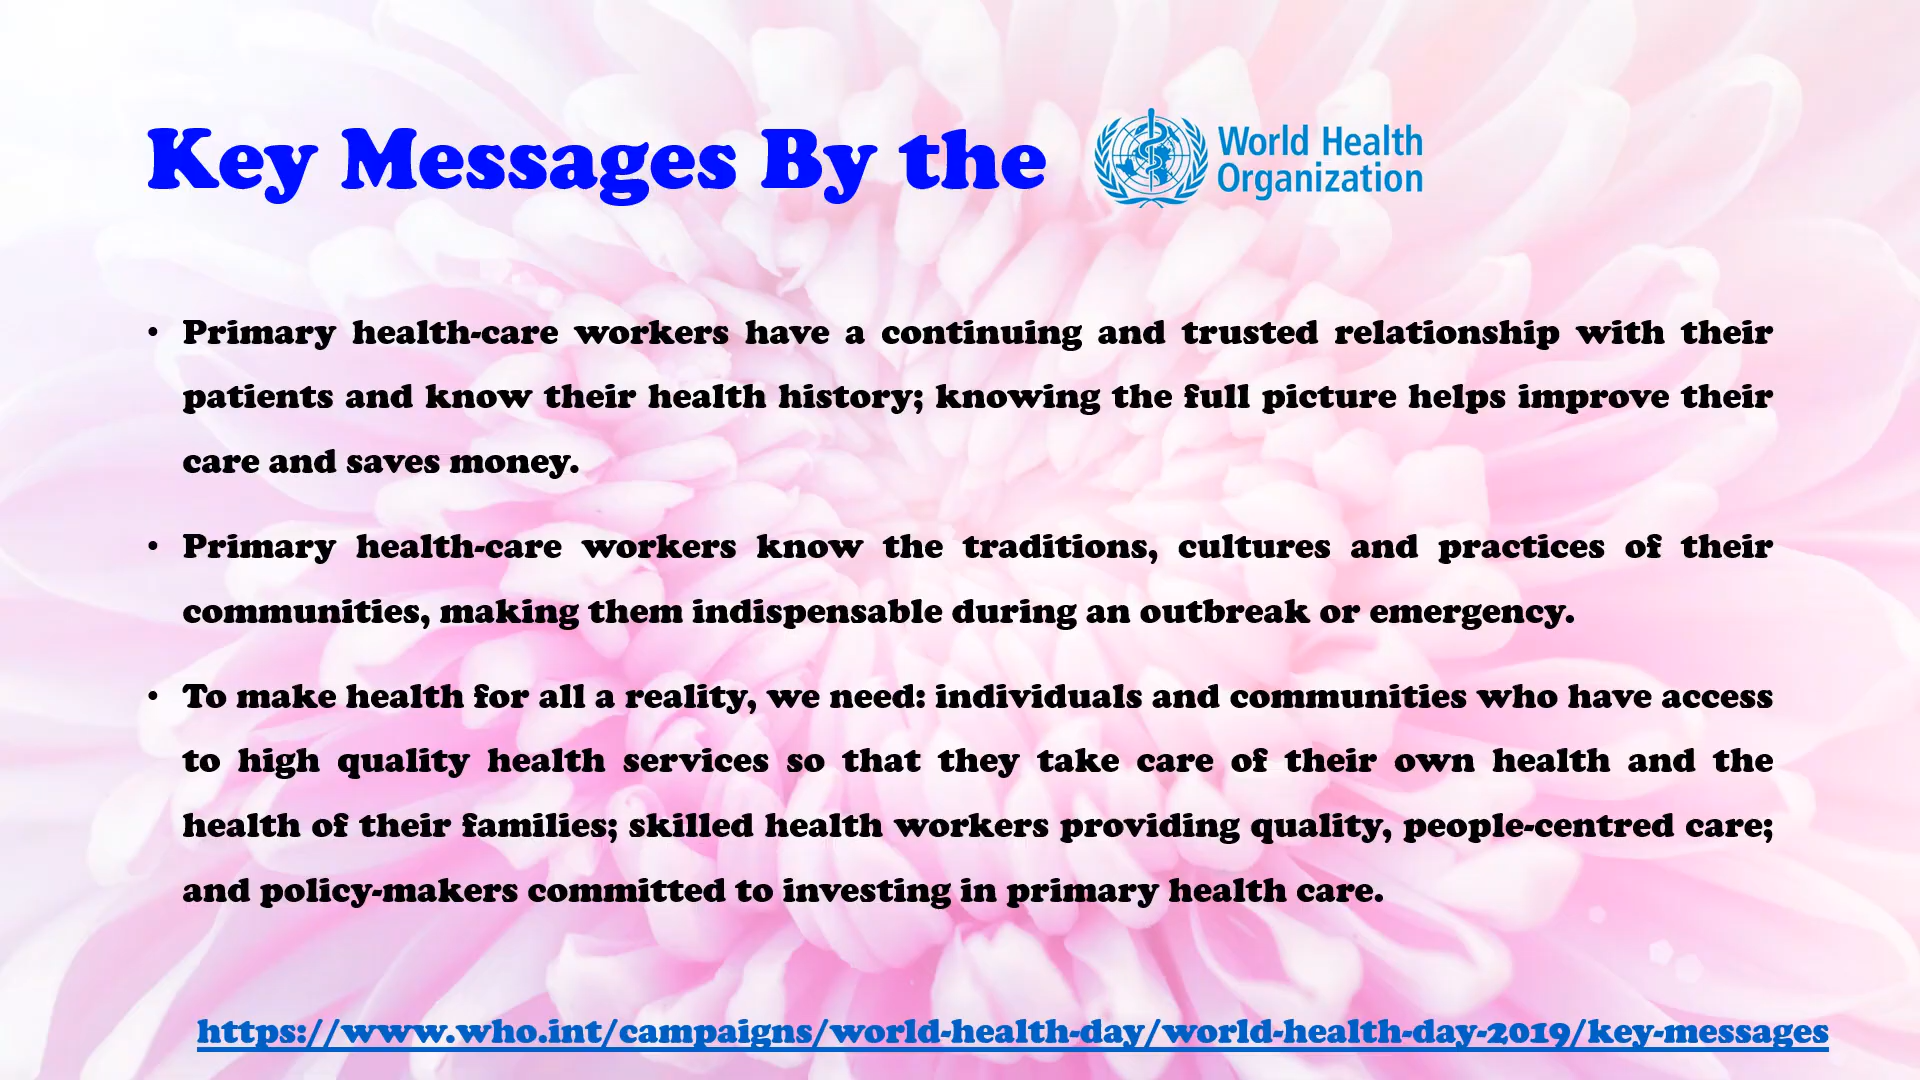 Key Messages By the
World Health
Organization
• Primary health-care workers have a continuing and trusted relationship with their
patients and know their health history; knowing the full picture helps improve their
care and saves money.
• Primary health-care workers know the traditions, cultures and practices of their
communities, making them indispensable during an outbreak or emergency.
• To make health for all a reality, we need: individuals and communities who have access
to high quality health services so that they take care of their own health and the
health of their families; skilled health workers providing quality, people-centred care;
and policy-makers committed to investing in primary health care.
https://www.who.int/campaigns/world-health-day/world-health-day-2019/key-messages